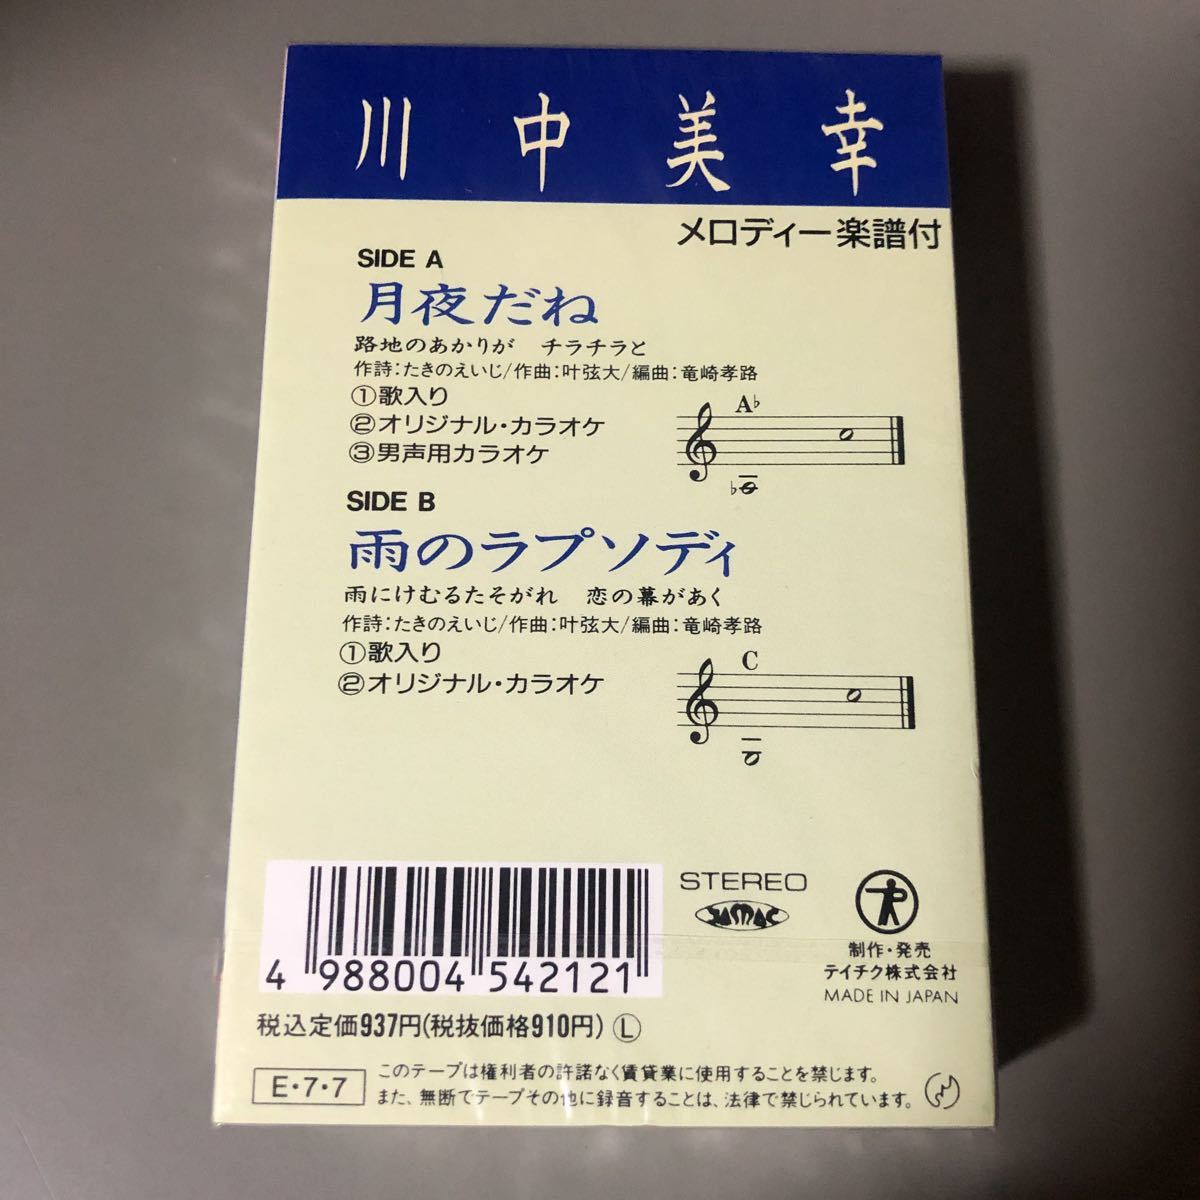 川中美幸
メロディー楽譜付
SIDE A
月夜だね
路地のあかりが　チラチラと
作詩：たきのえいじ/作曲：叶弦大/編曲：竜崎孝路
①歌入り
②オリジナル・カラオケ
③男声用カラオケ
A♭
SIDE B
雨のラプソディ
雨にけむるたそがれ　恋の幕があく
作詩：たきのえいじ/作曲：叶弦大/編曲：竜崎孝路
①歌入り
②オリジナル・カラオケ
C
4 988004 542121
STEREO
制作・発売
テイチク株式会社
MADE IN JAPAN
税込定価937円(税抜価格910円) Ⓛ
E・7・7
このテープは権利者の許諾なく賃貸業に使用することを禁じます。
また、無断でテープその他に録音することは、法律で禁じられています。